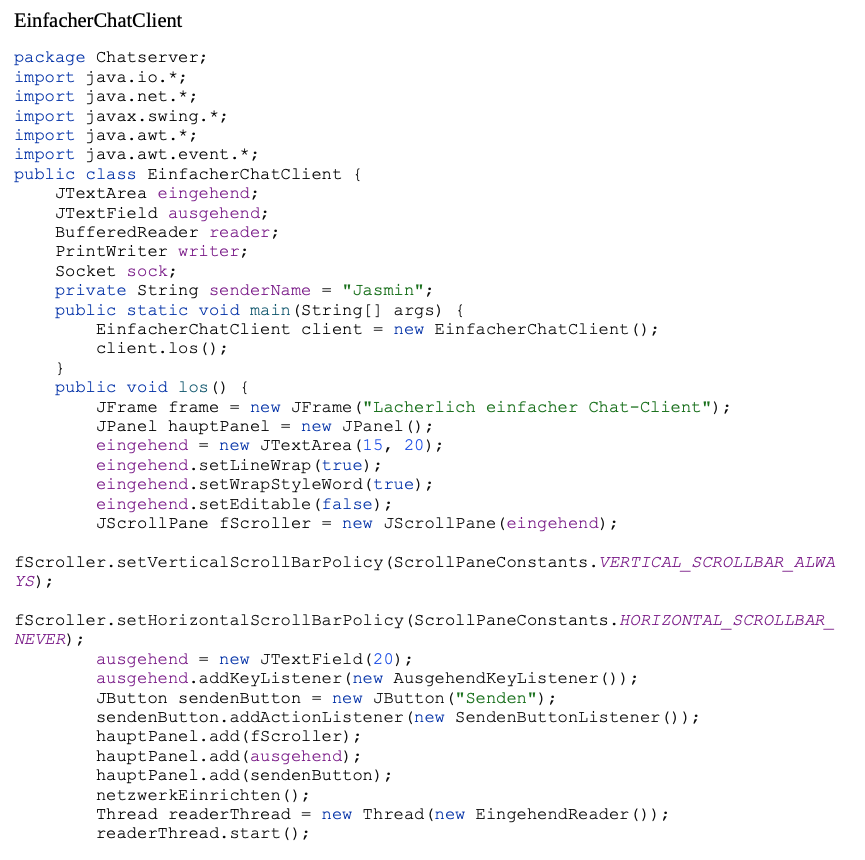 EinfacherChatClient
package Chatserver;
import java.io.*;
import java.net.*;
import javax.swing.*;
import java.awt.*;
import java.awt.event.*;
public class EinfacherChatClient {
    JTextArea eingehend;
    JTextField ausgehend;
    BufferedReader reader;
    PrintWriter writer;
    Socket sock;
    private String senderName = "Jasmin";
    public static void main(String[] args) {
        EinfacherChatClient client = new EinfacherChatClient();
        client.los();
    }
    public void los() {
        JFrame frame = new JFrame("Lacherlich einfacher Chat-Client");
        JPanel hauptPanel = new JPanel();
        eingehend = new JTextArea(15, 20);
        eingehend.setLineWrap(true);
        eingehend.setWrapStyleWord(true);
        eingehend.setEditable(false);
        JScrollPane fScroller = new JScrollPane(eingehend);
fScroller.setVerticalScrollBarPolicy(ScrollPaneConstants.VERTICAL_SCROLLBAR_ALWA
YS);
fScroller.setHorizontalScrollBarPolicy(ScrollPaneConstants.HORIZONTAL_SCROLLBAR_
NEVER);
        ausgehend = new JTextField(20);
        ausgehend.addKeyListener(new AusgehendKeyListener());
        JButton sendenButton = new JButton("Senden");
        sendenButton.addActionListener(new SendenButtonListener());
        hauptPanel.add(fScroller);
        hauptPanel.add(ausgehend);
        hauptPanel.add(sendenButton);
        netzwerkEinrichten();
        Thread readerThread = new Thread(new EingehendReader());
        readerThread.start();